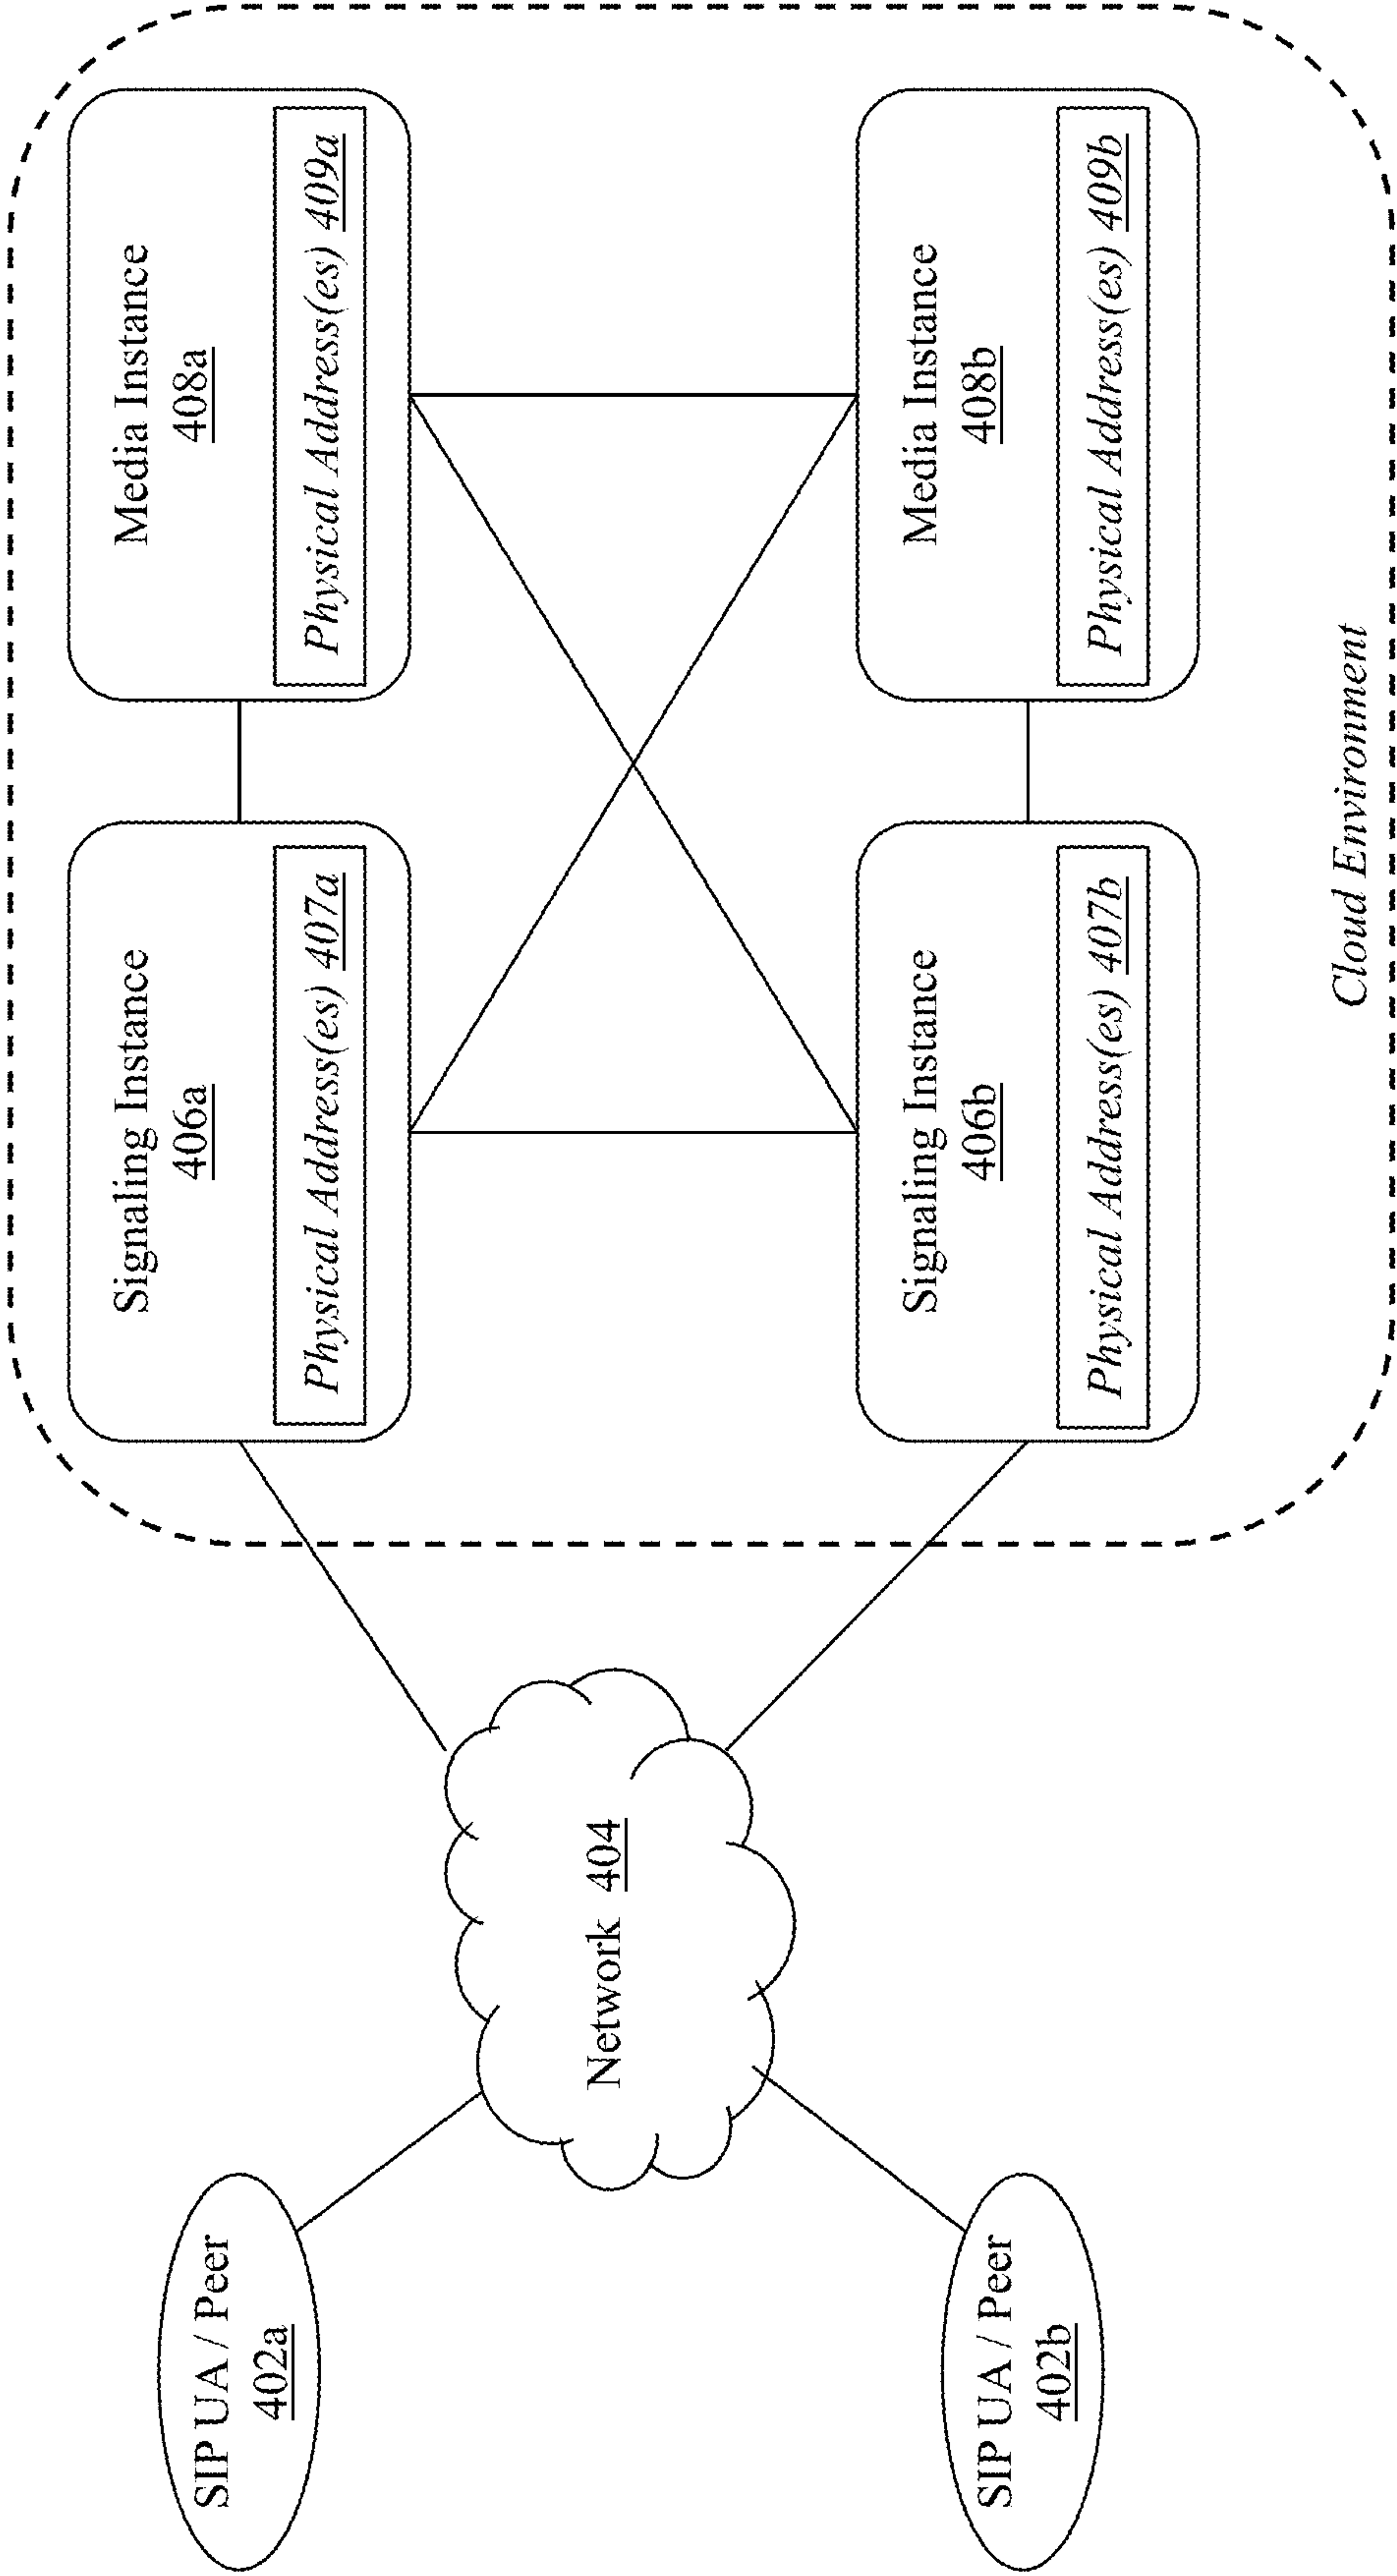 SIP UA / Peer
402a
SIP UA / Peer
402b
Network 404
Signaling Instance
406a
Physical Address(es) 407a
Media Instance
408a
Physical Address(es) 409a
Signaling Instance
406b
Physical Address(es) 407b
Media Instance
408b
Physical Address(es) 409b
Cloud Environment